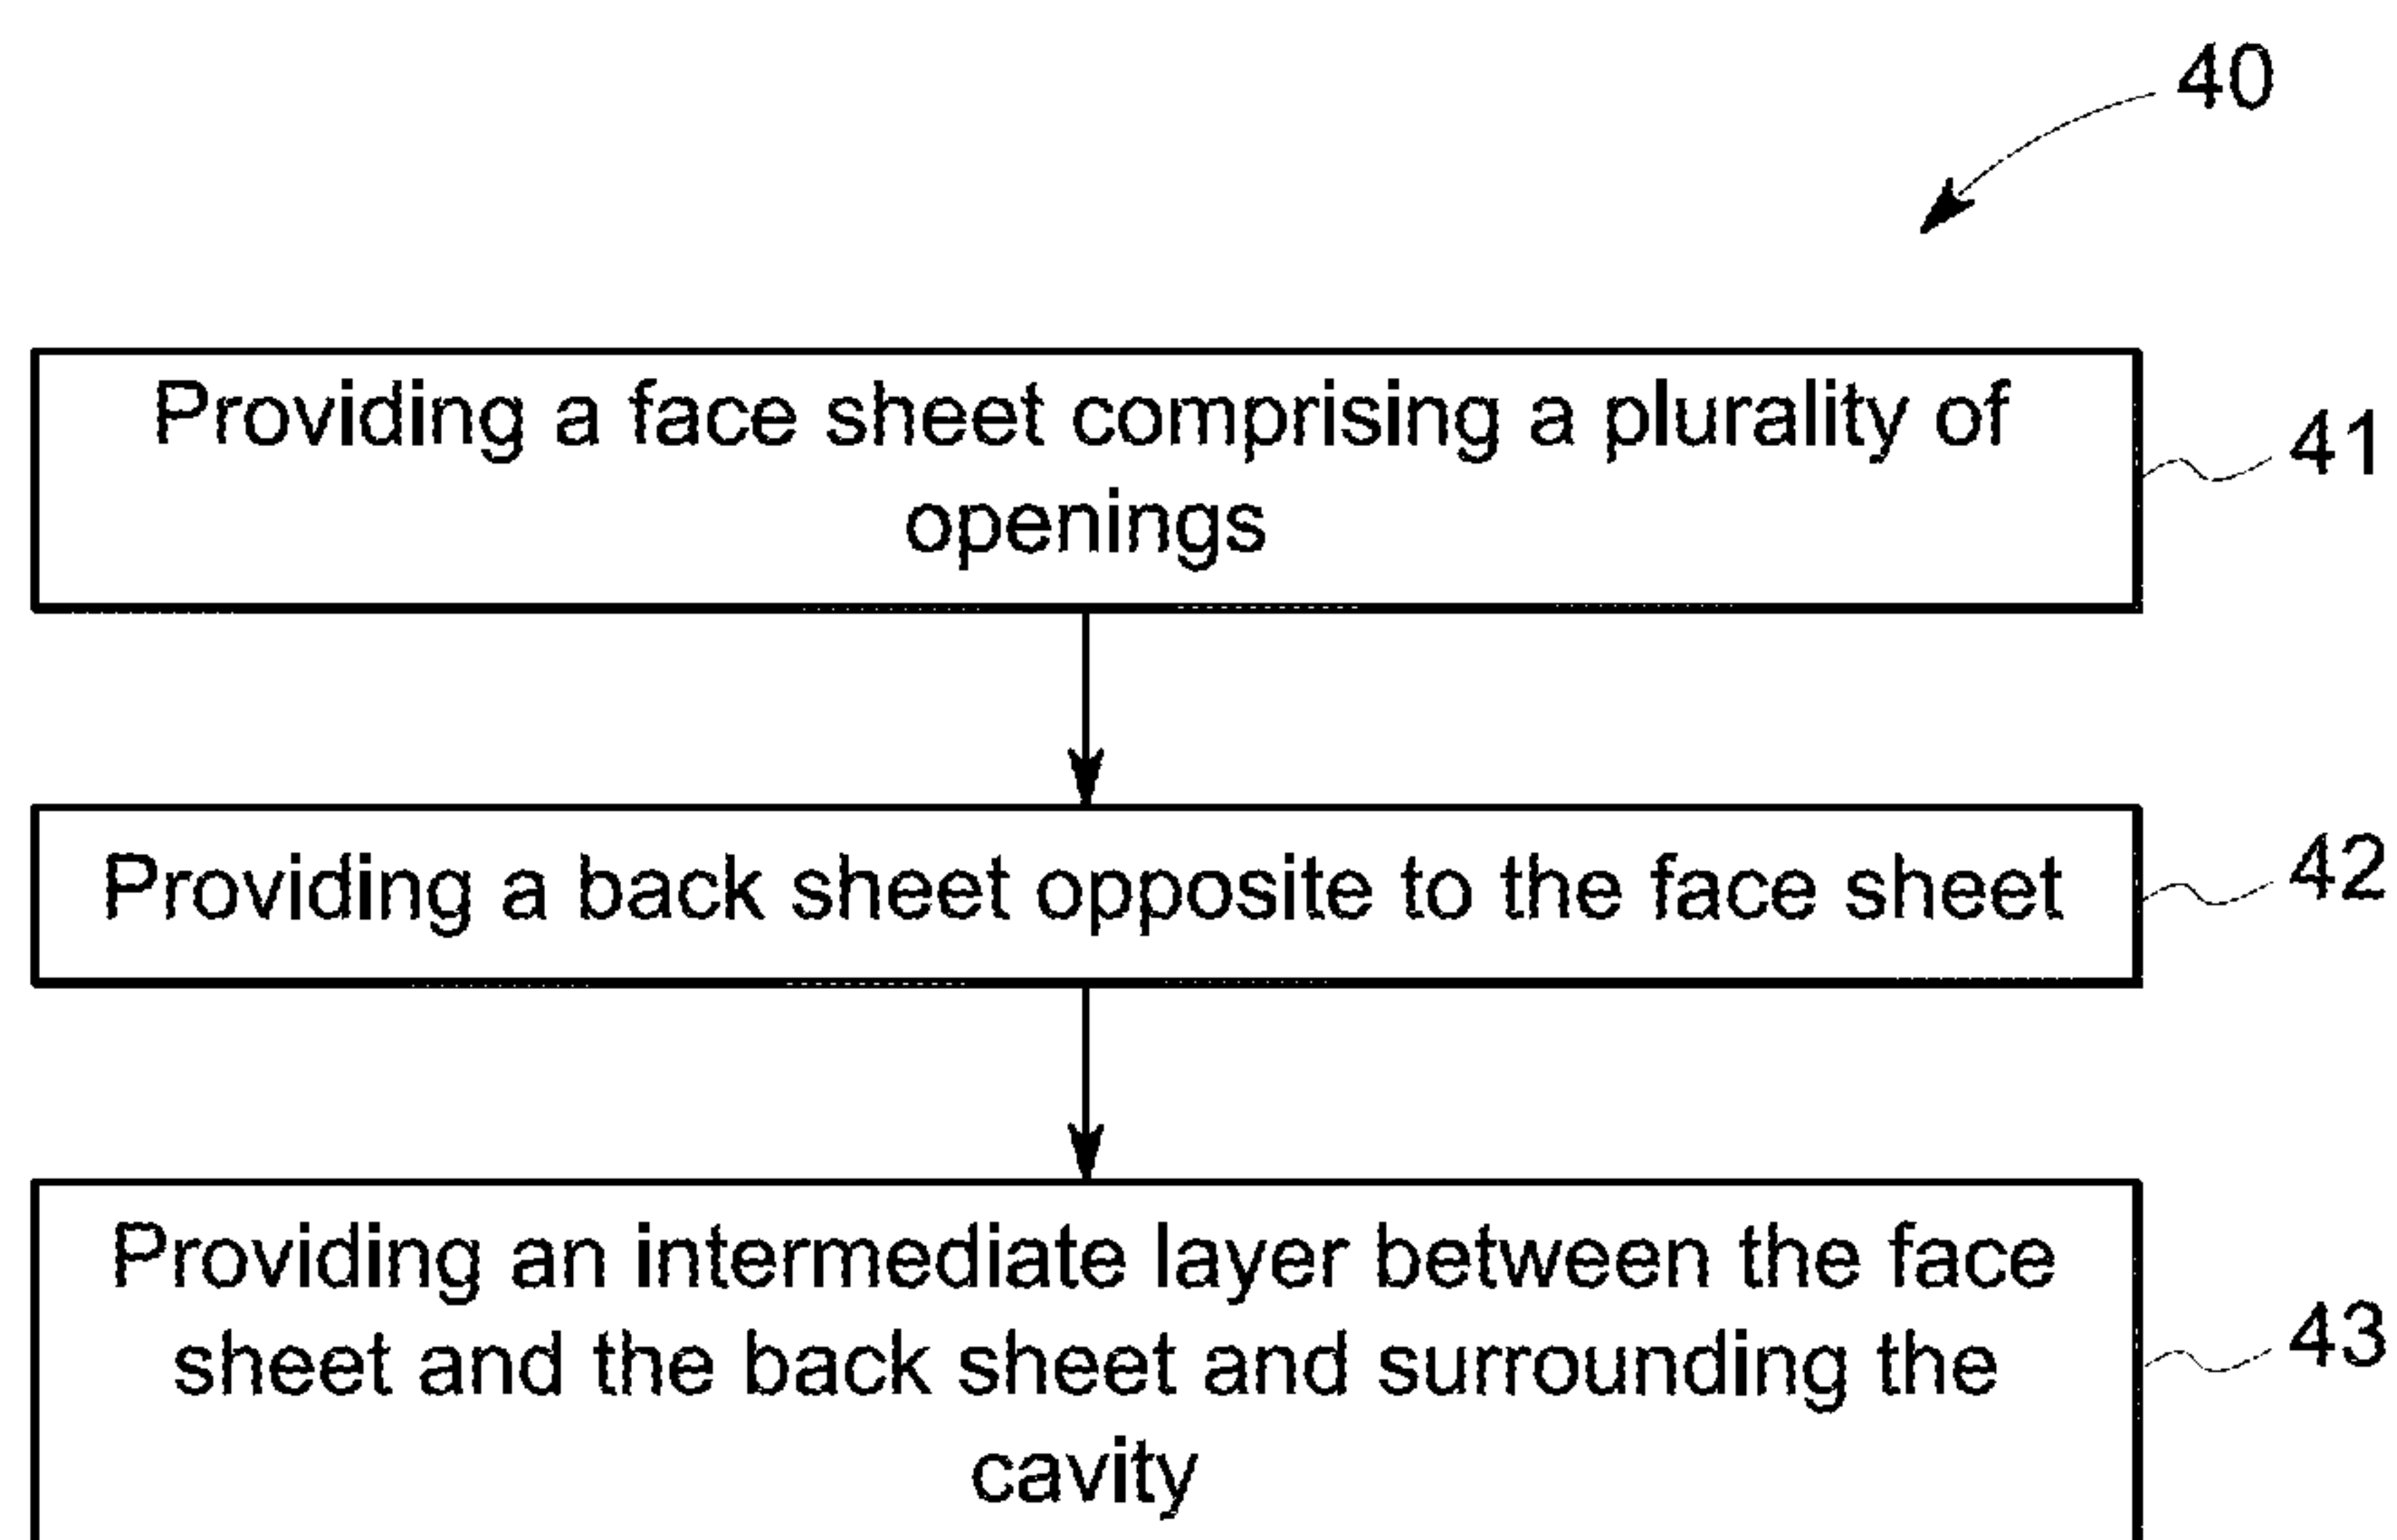 40
Providing a face sheet comprising a plurality of
openings
41
Providing a back sheet opposite to the face sheet
42
Providing an intermediate layer between the face
sheet and the back sheet and surrounding the
cavity
43